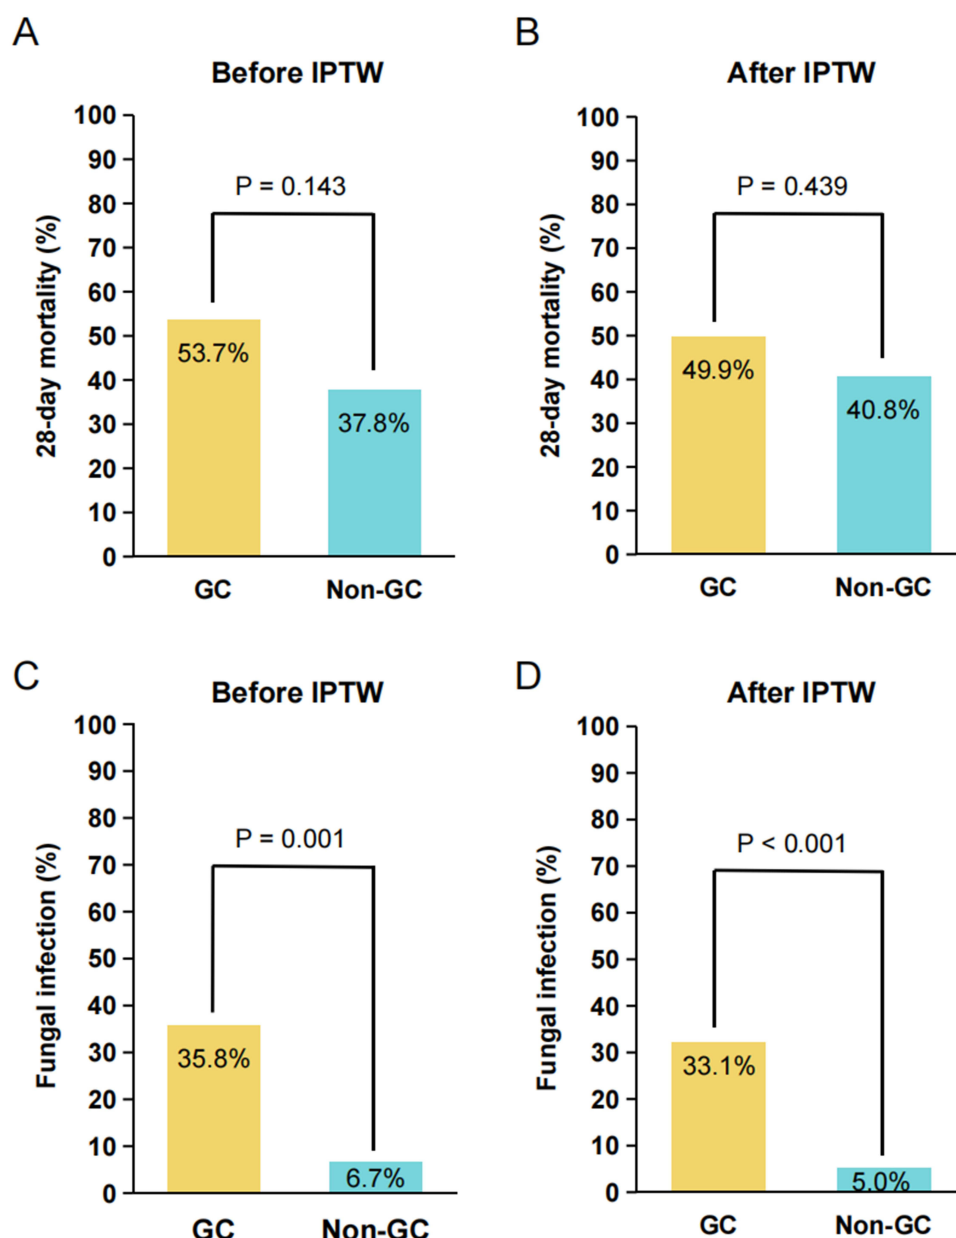 A
Before IPTW
28-day mortality (%)
100
90
80
70
60
50
40
30
20
10
0
P = 0.143
53.7%
37.8%
GC
Non-GC
B
After IPTW
28-day mortality (%)
100
90
80
70
60
50
40
30
20
10
0
P = 0.439
49.9%
40.8%
GC
Non-GC
C
Before IPTW
Fungal infection (%)
100
90
80
70
60
50
40
30
20
10
0
P = 0.001
35.8%
6.7%
GC
Non-GC
D
After IPTW
Fungal infection (%)
100
90
80
70
60
50
40
30
20
10
0
P < 0.001
33.1%
5.0%
GC
Non-GC